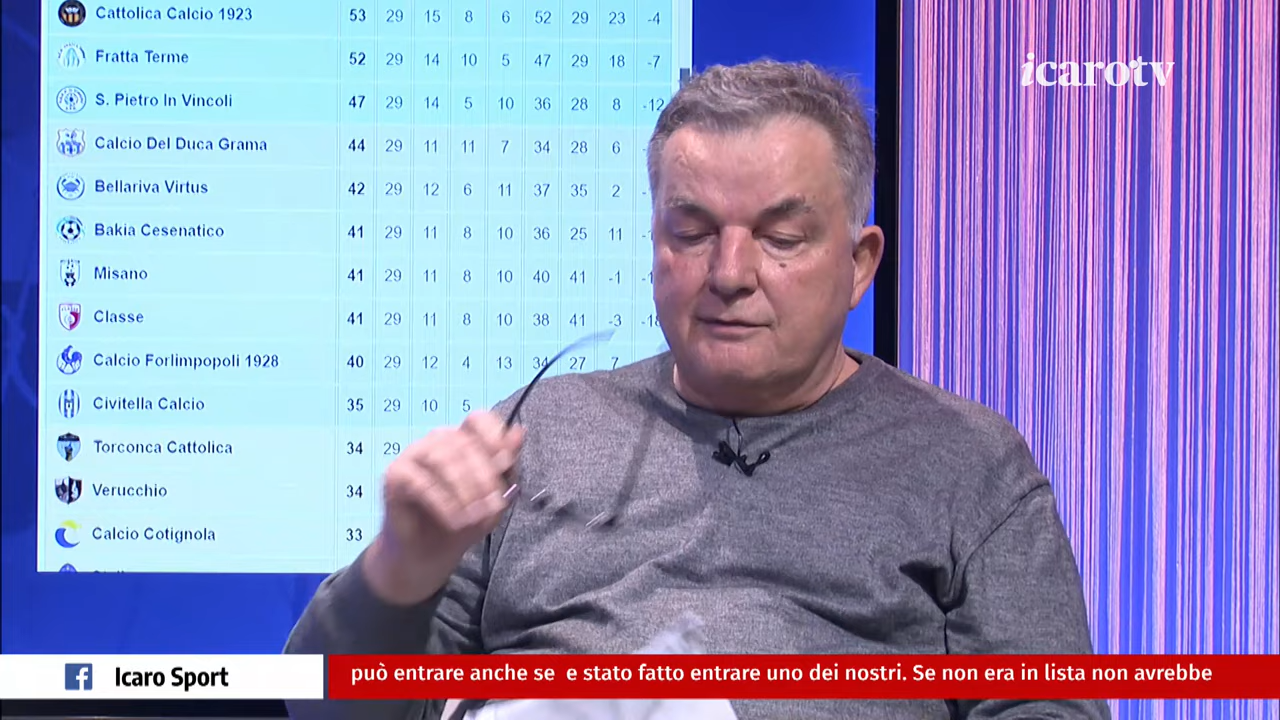 Cattolica Calcio 1923 53 29 15 8 6 52 29 23 -4
icarotv
Fratta Terme 52 29 14 10 5 47 29 18 -7
S. Pietro In Vincoli 47 29 14 5 10 36 28 8 -12
Calcio Del Duca Grama 44 29 11 11 7 34 28 6
Bellariva Virtus 42 29 12 6 11 37 35 2
Bakia Cesenatico 41 29 11 8 10 36 25 11
Misano 41 29 11 8 10 40 41 -1
Classe 41 29 11 8 10 38 41 -3 -18
Calcio Forlimpopoli 1928 40 29 12 4 13 34 27 7
Civitella Calcio 35 29 10 5
Torconca Cattolica 34 29
Verucchio 34
Calcio Cotignola 33
Icaro Sport
può entrare anche se e stato fatto entrare uno dei nostri. Se non era in lista non avrebbe